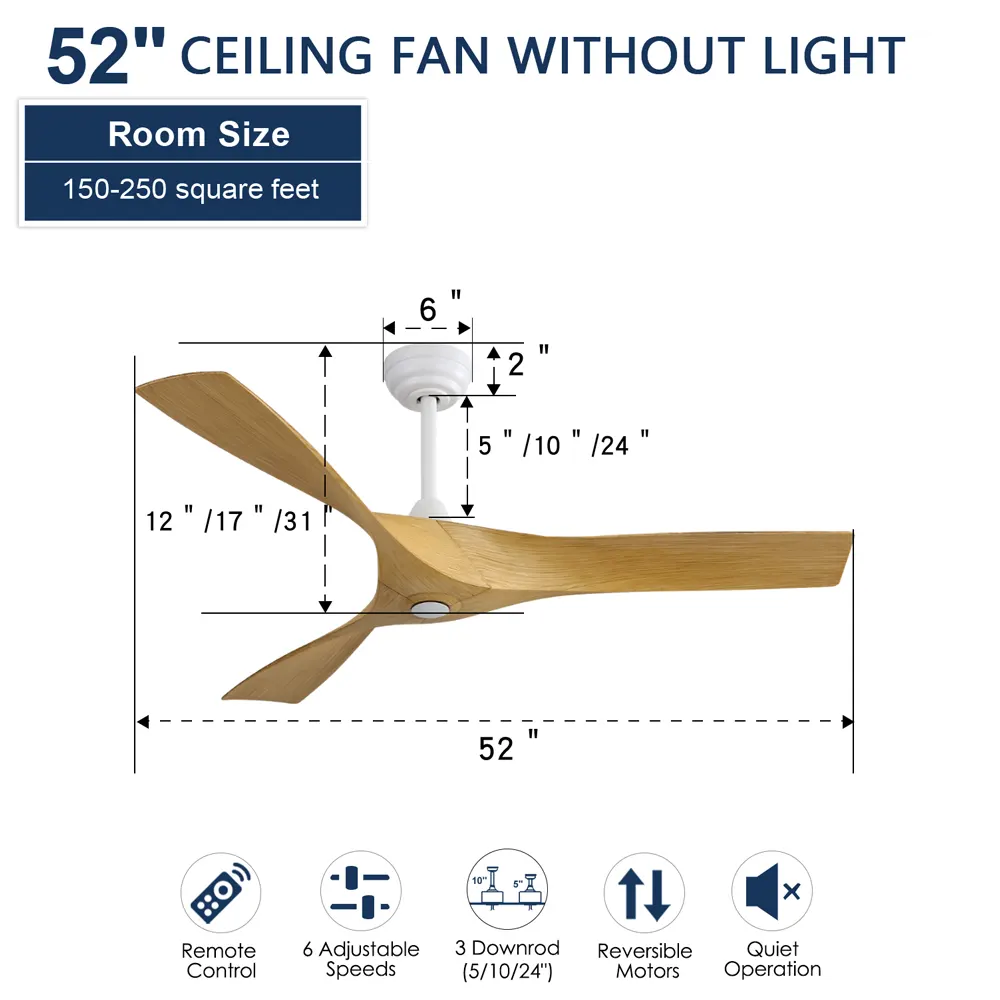 52" CEILING FAN WITHOUT LIGHT
Room Size
150-250 square feet
6 "
2 "
5 " /10 " /24 "
12 " /17 " /31 "
52 "
10" 5"
Remote
Control
6 Adjustable
Speeds
3 Downrod
(5/10/24")
Reversible
Motors
Quiet
Operation